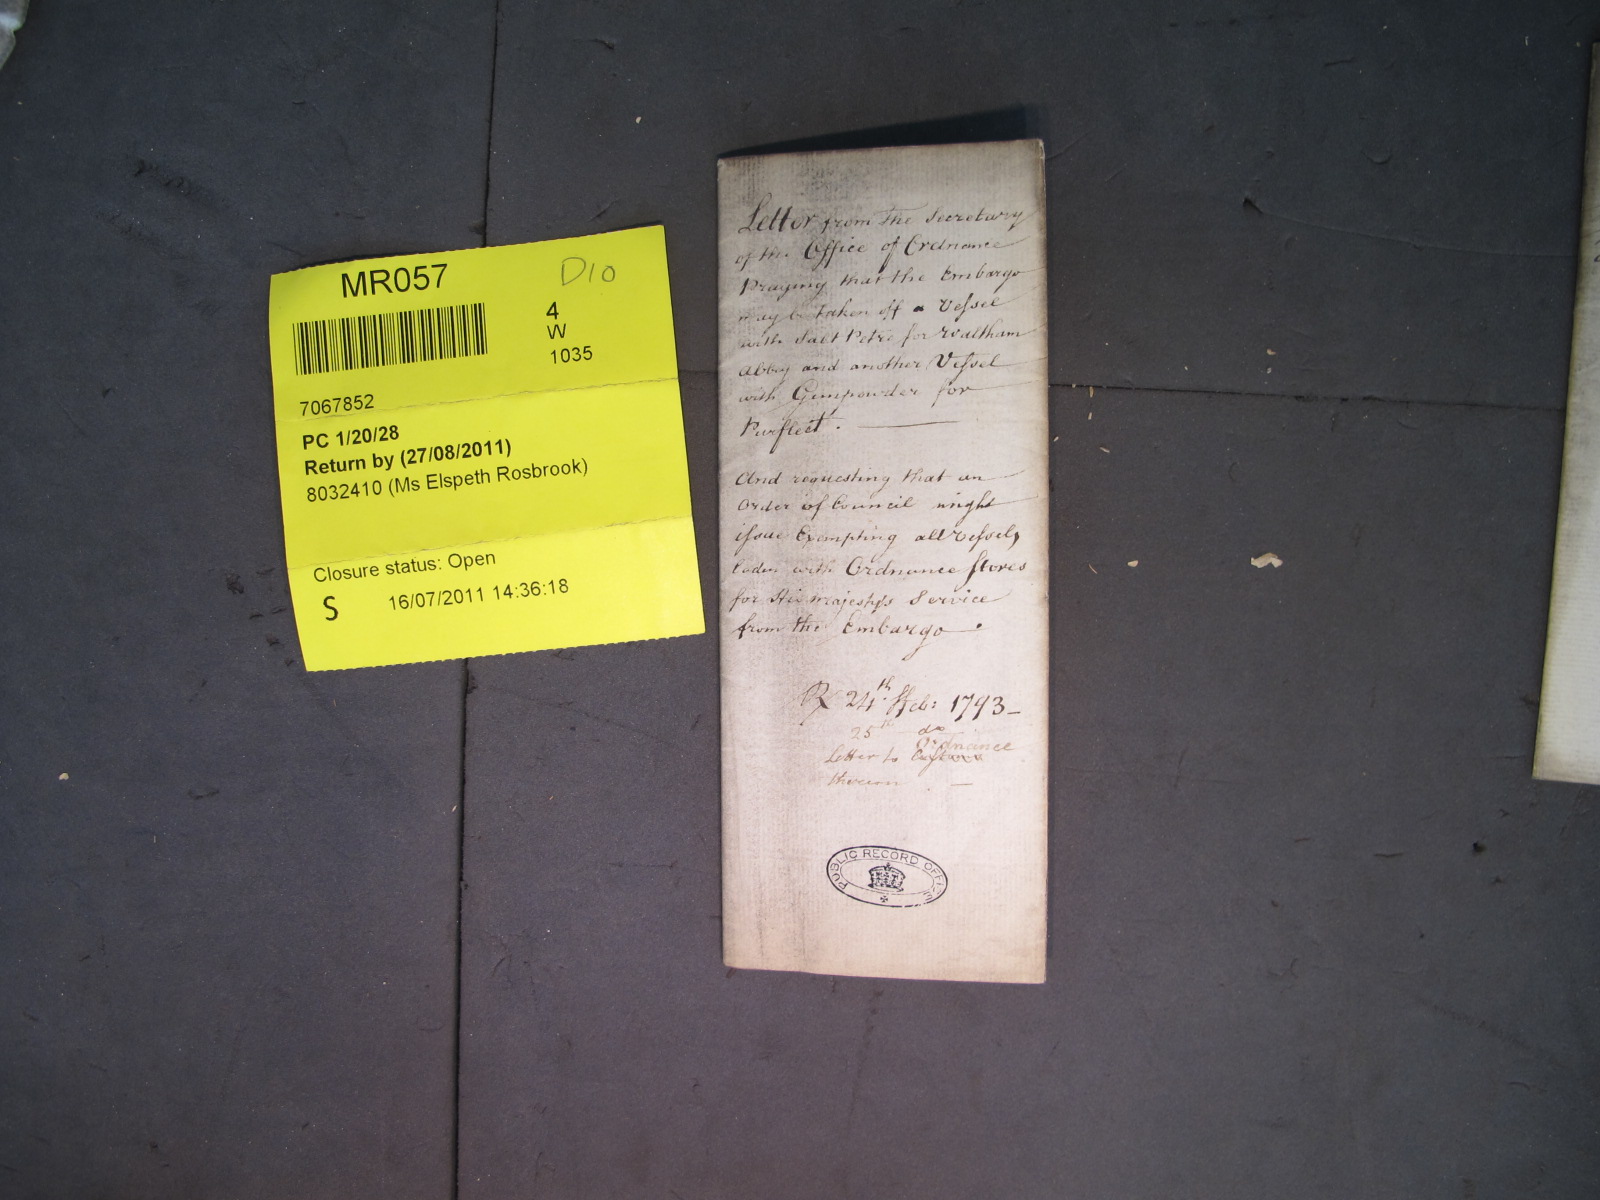 MR057
D10
4
W
1035
7067852
PC 1/20/28
Return by (27/08/2011)
8032410 (Ms Elspeth Rosbrook)
Closure status: Open
S 16/07/2011 14:36:18
Letter from the Secretary
of the Office of Ordnance
Praying that the Embargo
may be taken off a Vessel
with Salt Petre for Waltham
Abbey and another Vessel
with Gunpowder for
Purfleet. —
And requesting that an
Order of Council might
issue Exempting all Vessels
laden with Ordnance Stores
for His Majesty's Service
from the Embargo.
24th Feb: 1793
25th do
Ordnance
Letter to
thereon —
PUBLIC RECORD OFFICE